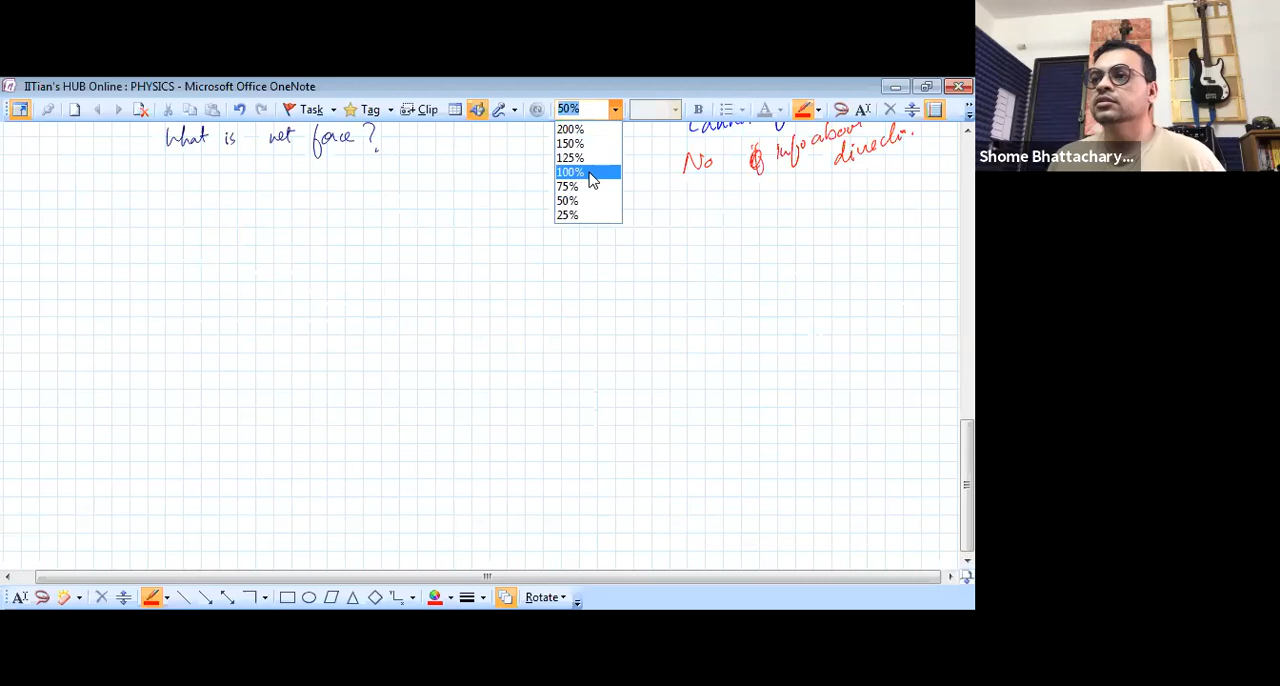 IITian's HUB Online : PHYSICS - Microsoft Office OneNote
Task Tag Clip 50% B A
200%
150%
125%
100%
75%
50%
25%
What is net force ?
No info about
directi
Shome Bhattachary...
A Rotate